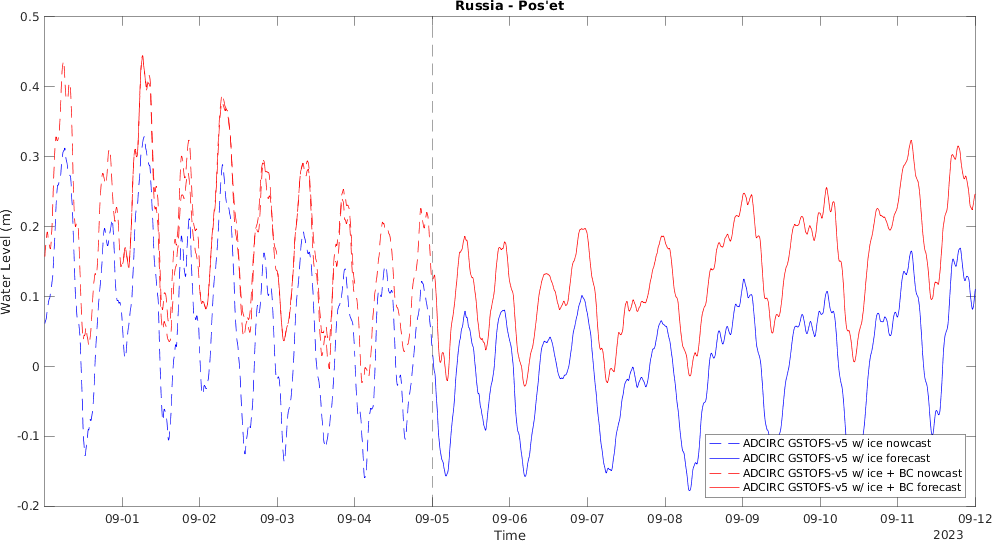 Russia - Pos'et
Water Level (m)
0.5
0.4
0.3
0.2
0.1
0
-0.1
-0.2
ADCIRC GSTOFS-v5 w/ ice nowcast
ADCIRC GSTOFS-v5 w/ ice forecast
ADCIRC GSTOFS-v5 w/ ice + BC nowcast
ADCIRC GSTOFS-v5 w/ ice + BC forecast
09-01 09-02 09-03 09-04 09-05 09-06 09-07 09-08 09-09 09-10 09-11 09-12
Time
2023